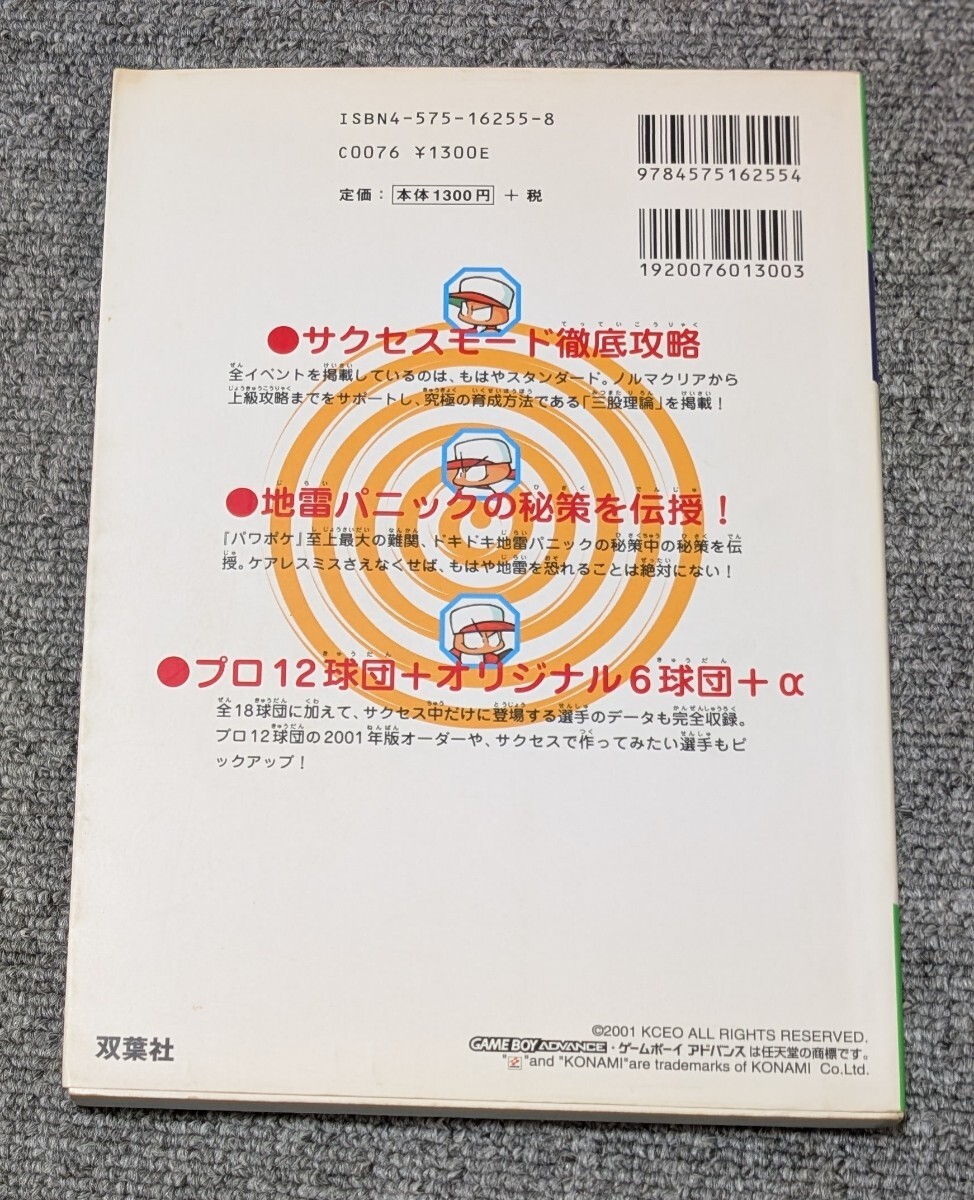 ISBN4-575-16255-8
C0076 ¥1300E
定価：本体1300円＋税
9784575162554
1920076013003
●サクセスモード徹底攻略
全イベントを掲載しているのは、もはやスタンダード。ノルマクリアから
上級攻略までをサポートし、究極の育成方法である「三股理論」を掲載！
●地雷パニックの秘策を伝授！
『パワポケ』至上最大の難関、ドキドキ地雷パニックの秘策中の秘策を伝
授。ケアレスミスさえなくせば、もはや地雷を恐れることは絶対にない！
●プロ12球団＋オリジナル6球団＋α
全18球団に加えて、サクセス中だけに登場する選手のデータも完全収録。
プロ12球団の2001年版オーダーや、サクセスで作ってみたい選手もピ
ックアップ！
双葉社
©2001 KCEO ALL RIGHTS RESERVED.
GAME BOY ADVANCE・ゲームボーイ アドバンスは任天堂の商標です。
" "and "KONAMI"are trademarks of KONAMI Co.Ltd.